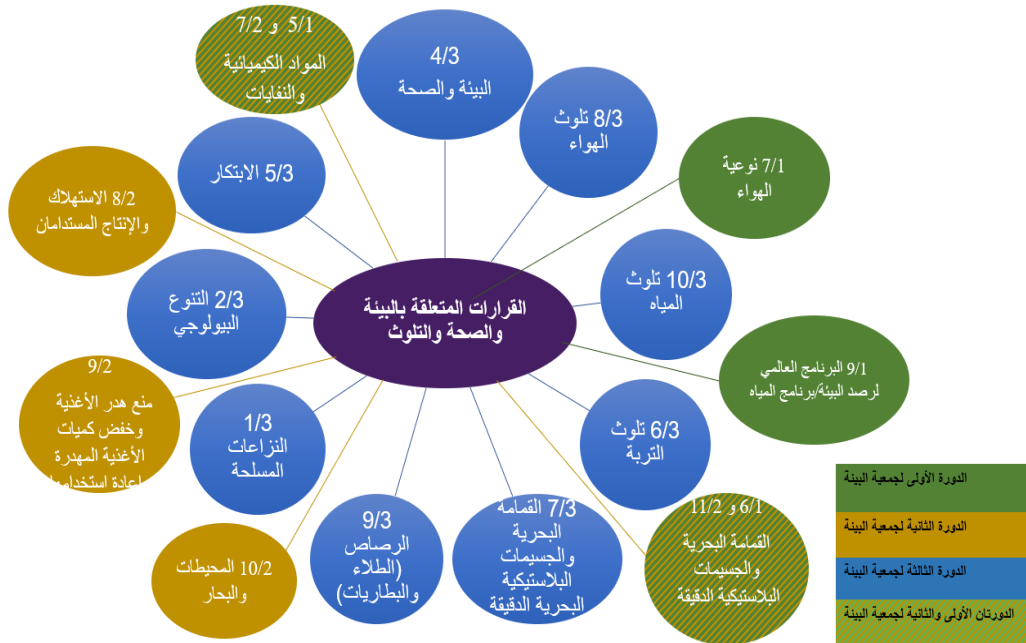 5/1 و 7/2
المواد الكيميائية
والنفايات
4/3
البيئة والصحة
8/3 تلوث
الهواء
7/1 نوعية
الهواء
5/3 الابتكار
8/2 الاستهلاك
والإنتاج المستدامان
10/3 تلوث
المياه
2/3 التنوع
البيولوجي
القرارات المتعلقة بالبيئة
والصحة والتلوث
9/1 البرنامج العالمي
لرصد البيئة/برنامج المياه
9/2
منع هدر الأغذية
وخفض كميات
الأغذية المهدرة
1/3
النزاعات
المسلحة
6/3 تلوث
التربة
10/2 المحيطات
والبحار
9/3
الرصاص
(الطلاء
والبطاريات)
7/3 القمامة
البحرية
والجسيمات
البلاستيكية
البحرية الدقيقة
6/1 و 11/2
القمامة البحرية
والجسيمات
البلاستيكية الدقيقة
الدورة الأولى لجمعية البيئة
الدورة الثانية لجمعية البيئة
الدورة الثالثة لجمعية البيئة
الدورتان الأولى والثانية لجمعية البيئة